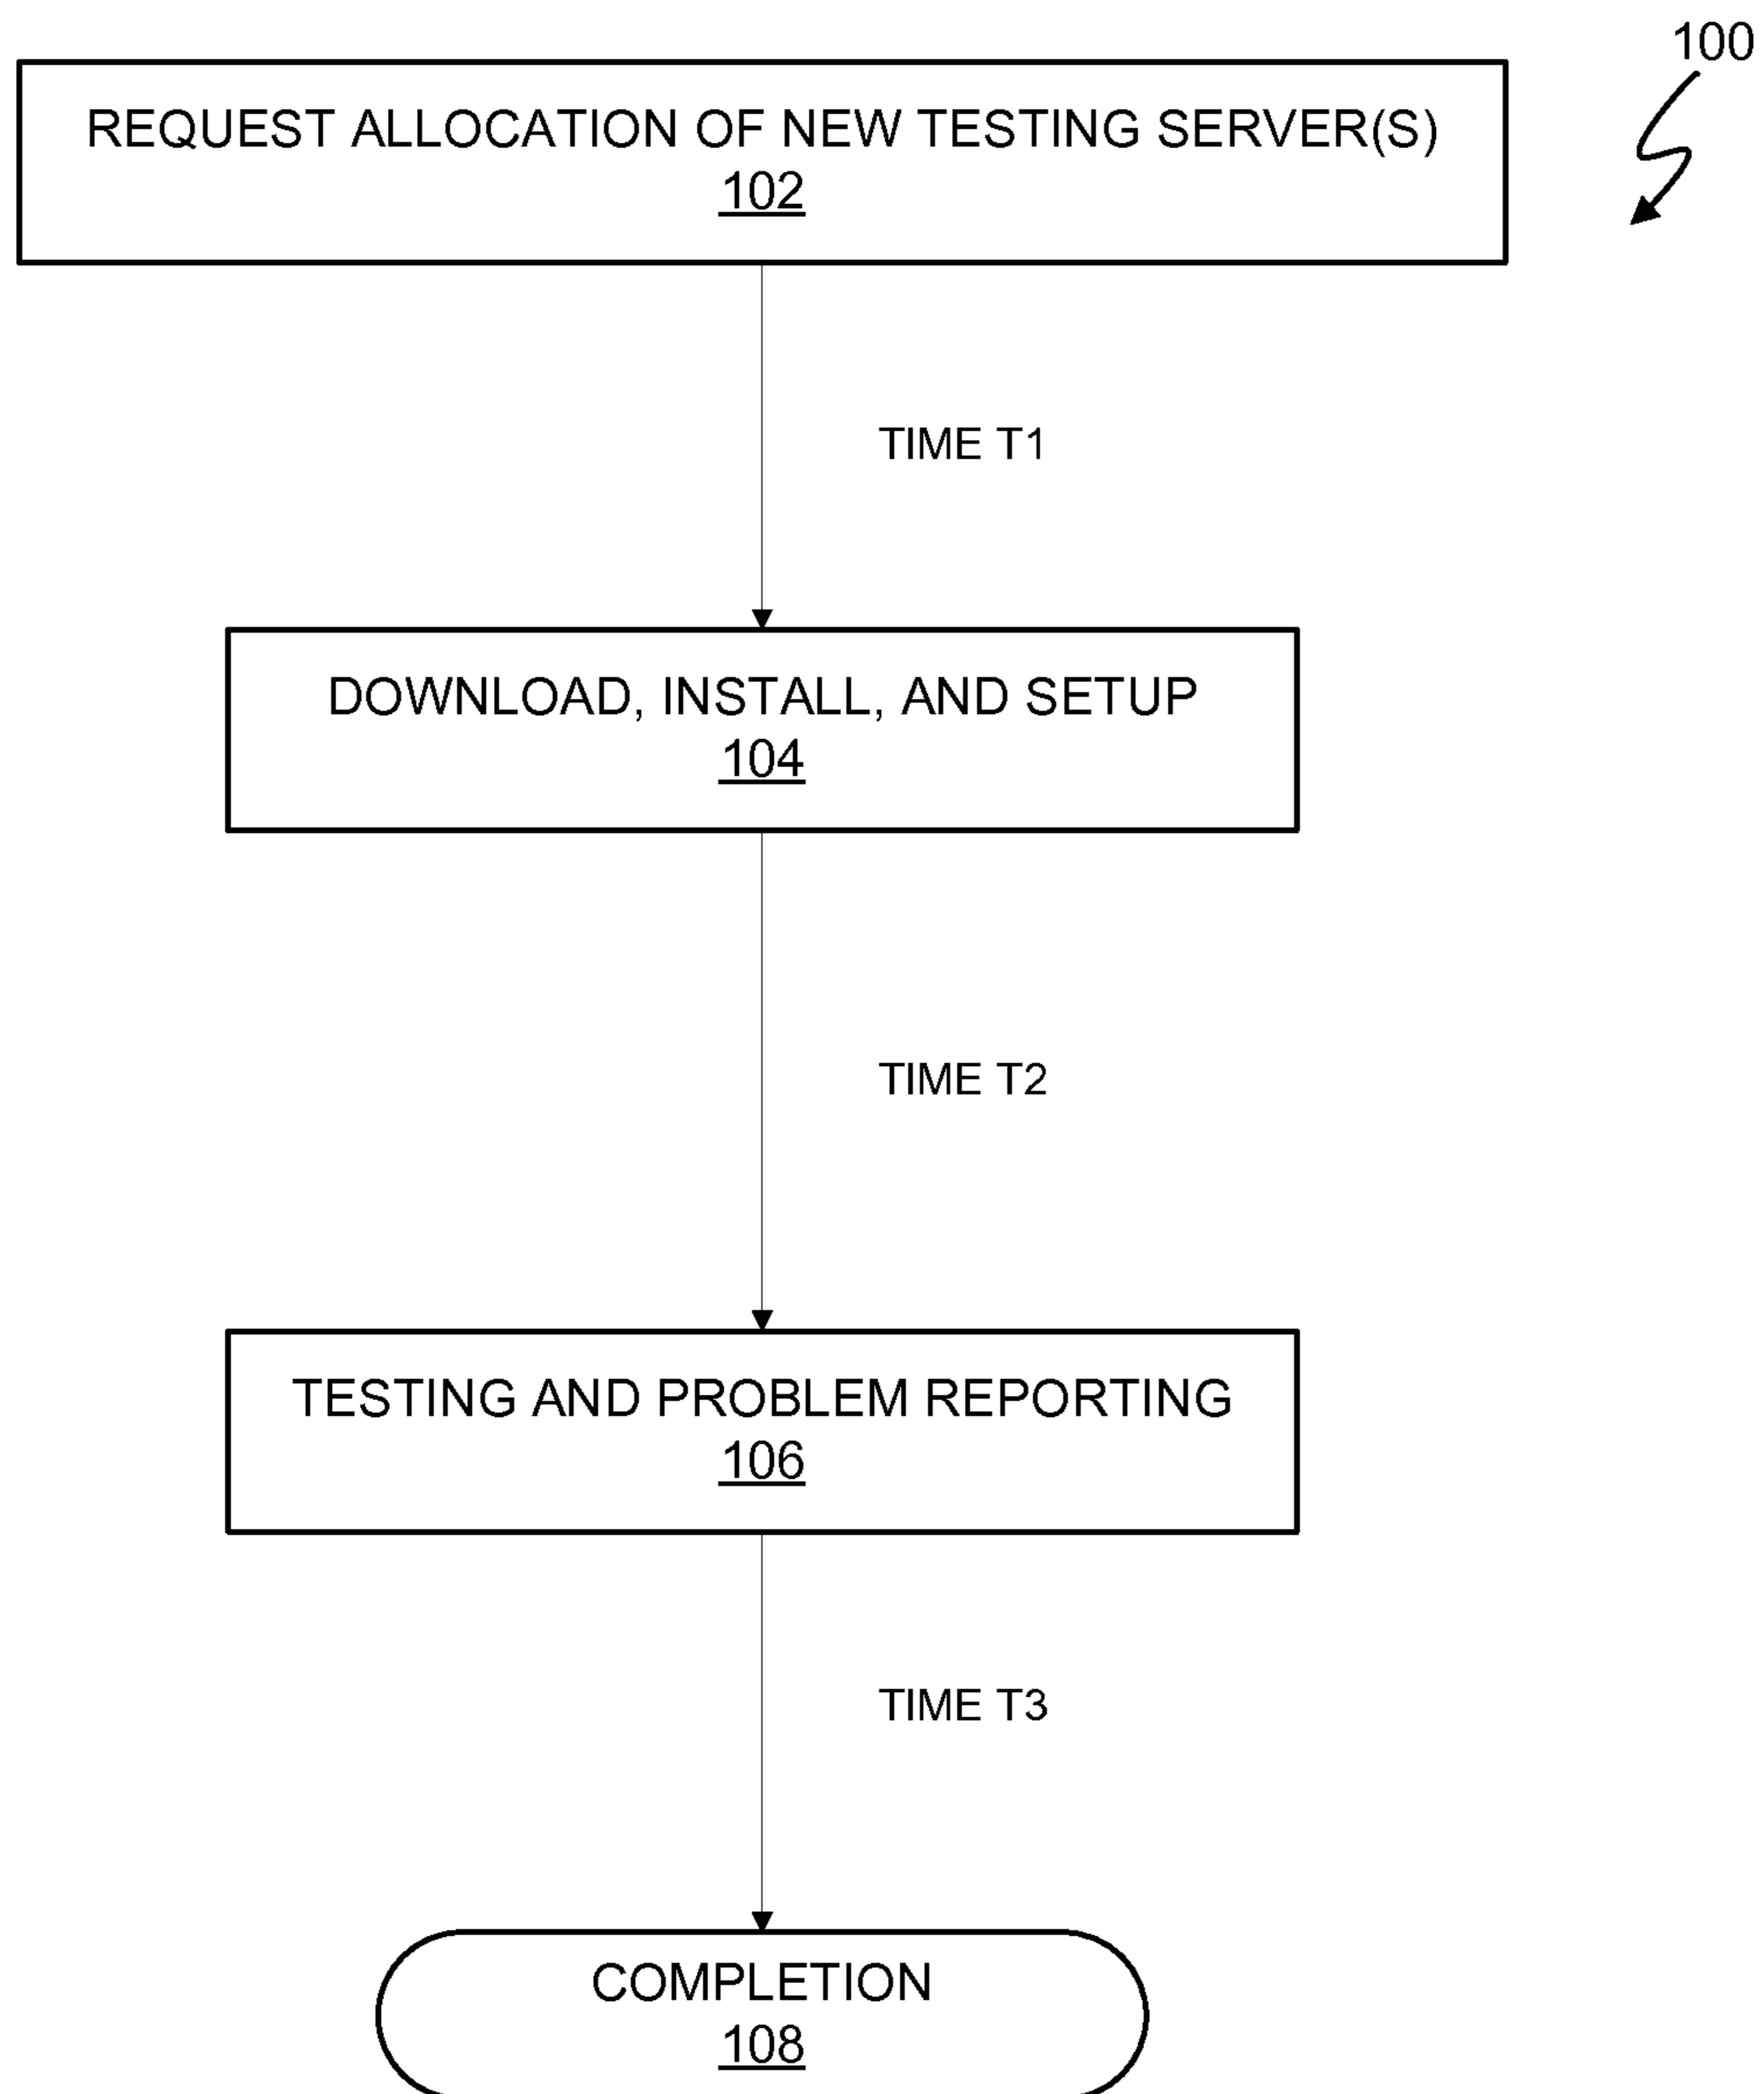 100
REQUEST ALLOCATION OF NEW TESTING SERVER(S)
102
TIME T1
DOWNLOAD, INSTALL, AND SETUP
104
TIME T2
TESTING AND PROBLEM REPORTING
106
TIME T3
COMPLETION
108